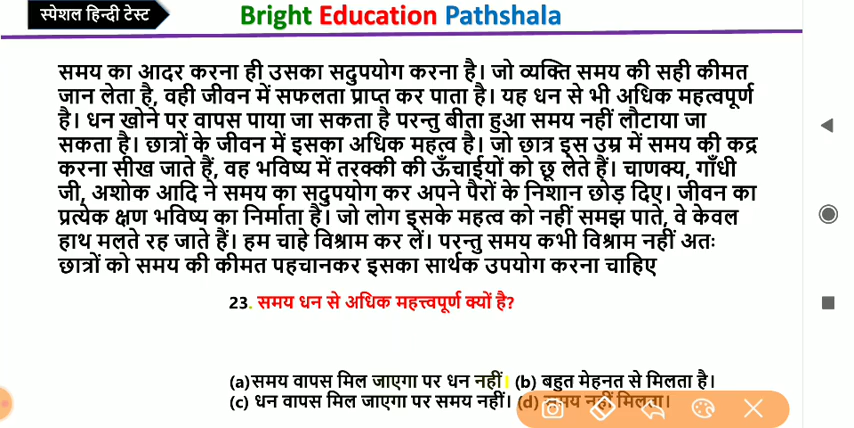 स्पेशल हिन्दी टेस्ट
Bright Education Pathshala
समय का आदर करना ही उसका सदुपयोग करना है। जो व्यक्ति समय की सही कीमत
जान लेता है, वही जीवन में सफलता प्राप्त कर पाता है। यह धन से भी अधिक महत्वपूर्ण
है। धन खोने पर वापस पाया जा सकता है परन्तु बीता हुआ समय नहीं लौटाया जा
सकता है। छात्रों के जीवन में इसका अधिक महत्व है। जो छात्र इस उम्र में समय की कद्र
करना सीख जाते हैं, वह भविष्य में तरक्की की ऊँचाईयों को छू लेते हैं। चाणक्य, गाँधी
जी, अशोक आदि ने समय का सदुपयोग कर अपने पैरों के निशान छोड़ दिए। जीवन का
प्रत्येक क्षण भविष्य का निर्माता है। जो लोग इसके महत्व को नहीं समझ पाते, वे केवल
हाथ मलते रह जाते हैं। हम चाहे विश्राम कर लें। परन्तु समय कभी विश्राम नहीं अतः
छात्रों को समय की कीमत पहचानकर इसका सार्थक उपयोग करना चाहिए
23. समय धन से अधिक महत्त्वपूर्ण क्यों है?
(a)समय वापस मिल जाएगा पर धन नहीं। (b) बहुत मेहनत से मिलता है।
(c) धन वापस मिल जाएगा पर समय नहीं। (d) समय नहीं मिलता।